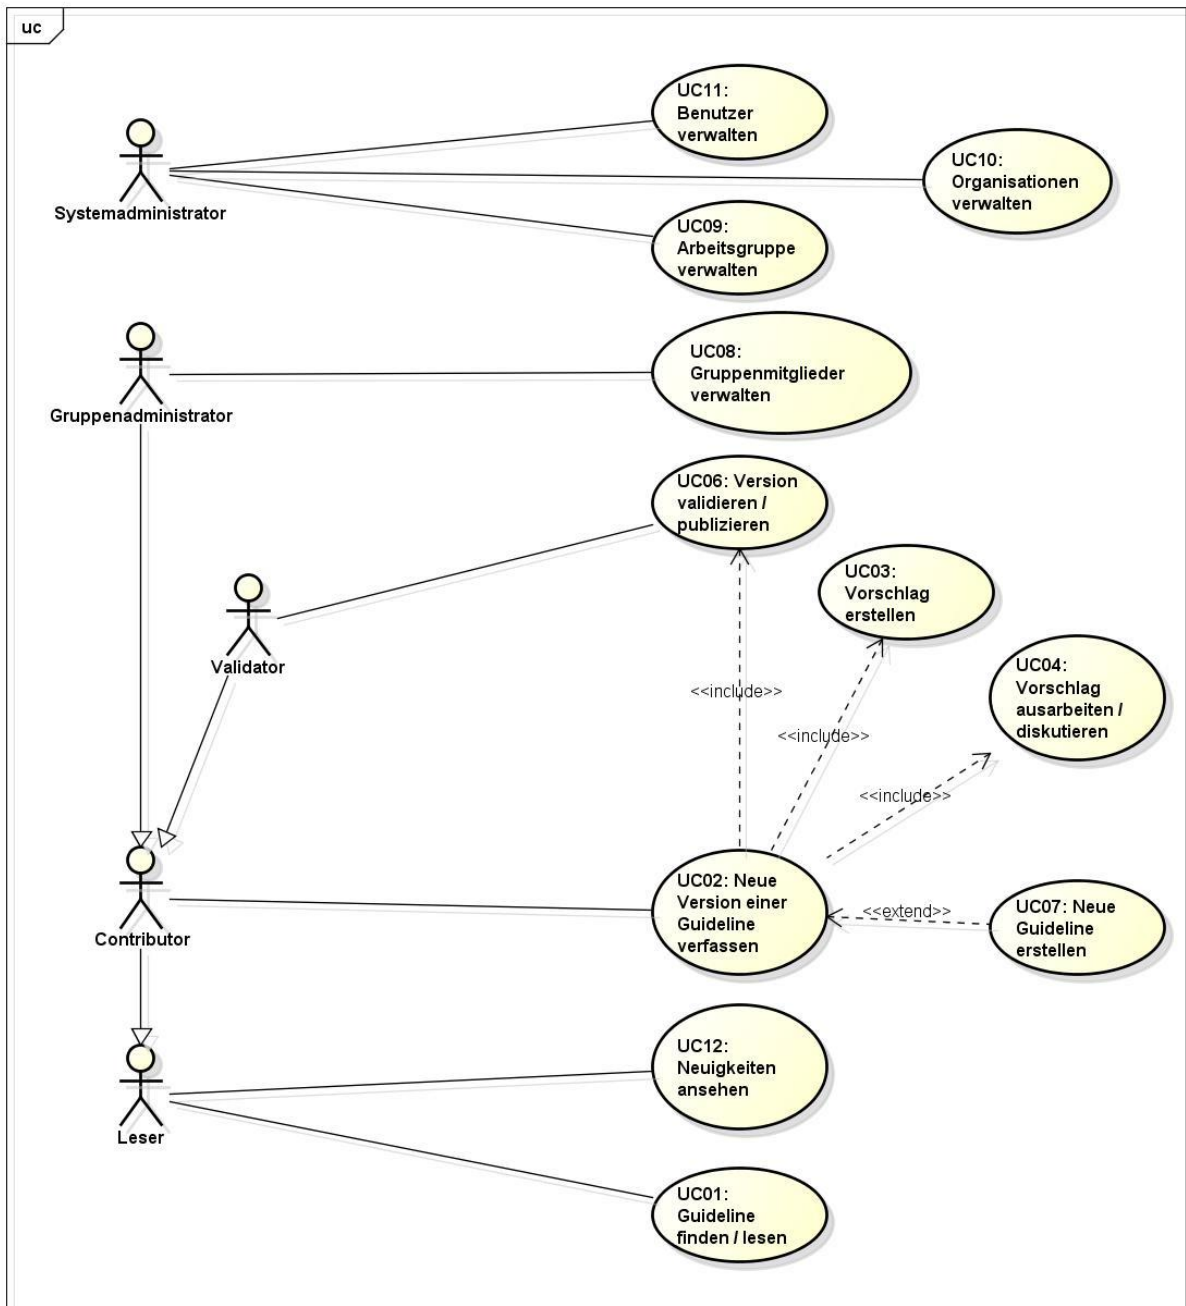 uc
UC11:
Benutzer
verwalten
UC10:
Organisationen
verwalten
Systemadministrator
UC09:
Arbeitsgruppe
verwalten
UC08:
Gruppenmitglieder
verwalten
Gruppenadministrator
UC06: Version
validieren /
publizieren
UC03:
Vorschlag
erstellen
Validator
UC04:
Vorschlag
ausarbeiten /
diskutieren
<<include>>
<<include>>
<<include>>
UC02: Neue
Version einer
Guideline
verfassen
<<extend>>
UC07: Neue
Guideline
erstellen
Contributor
UC12:
Neuigkeiten
ansehen
Leser
UC01:
Guideline
finden / lesen